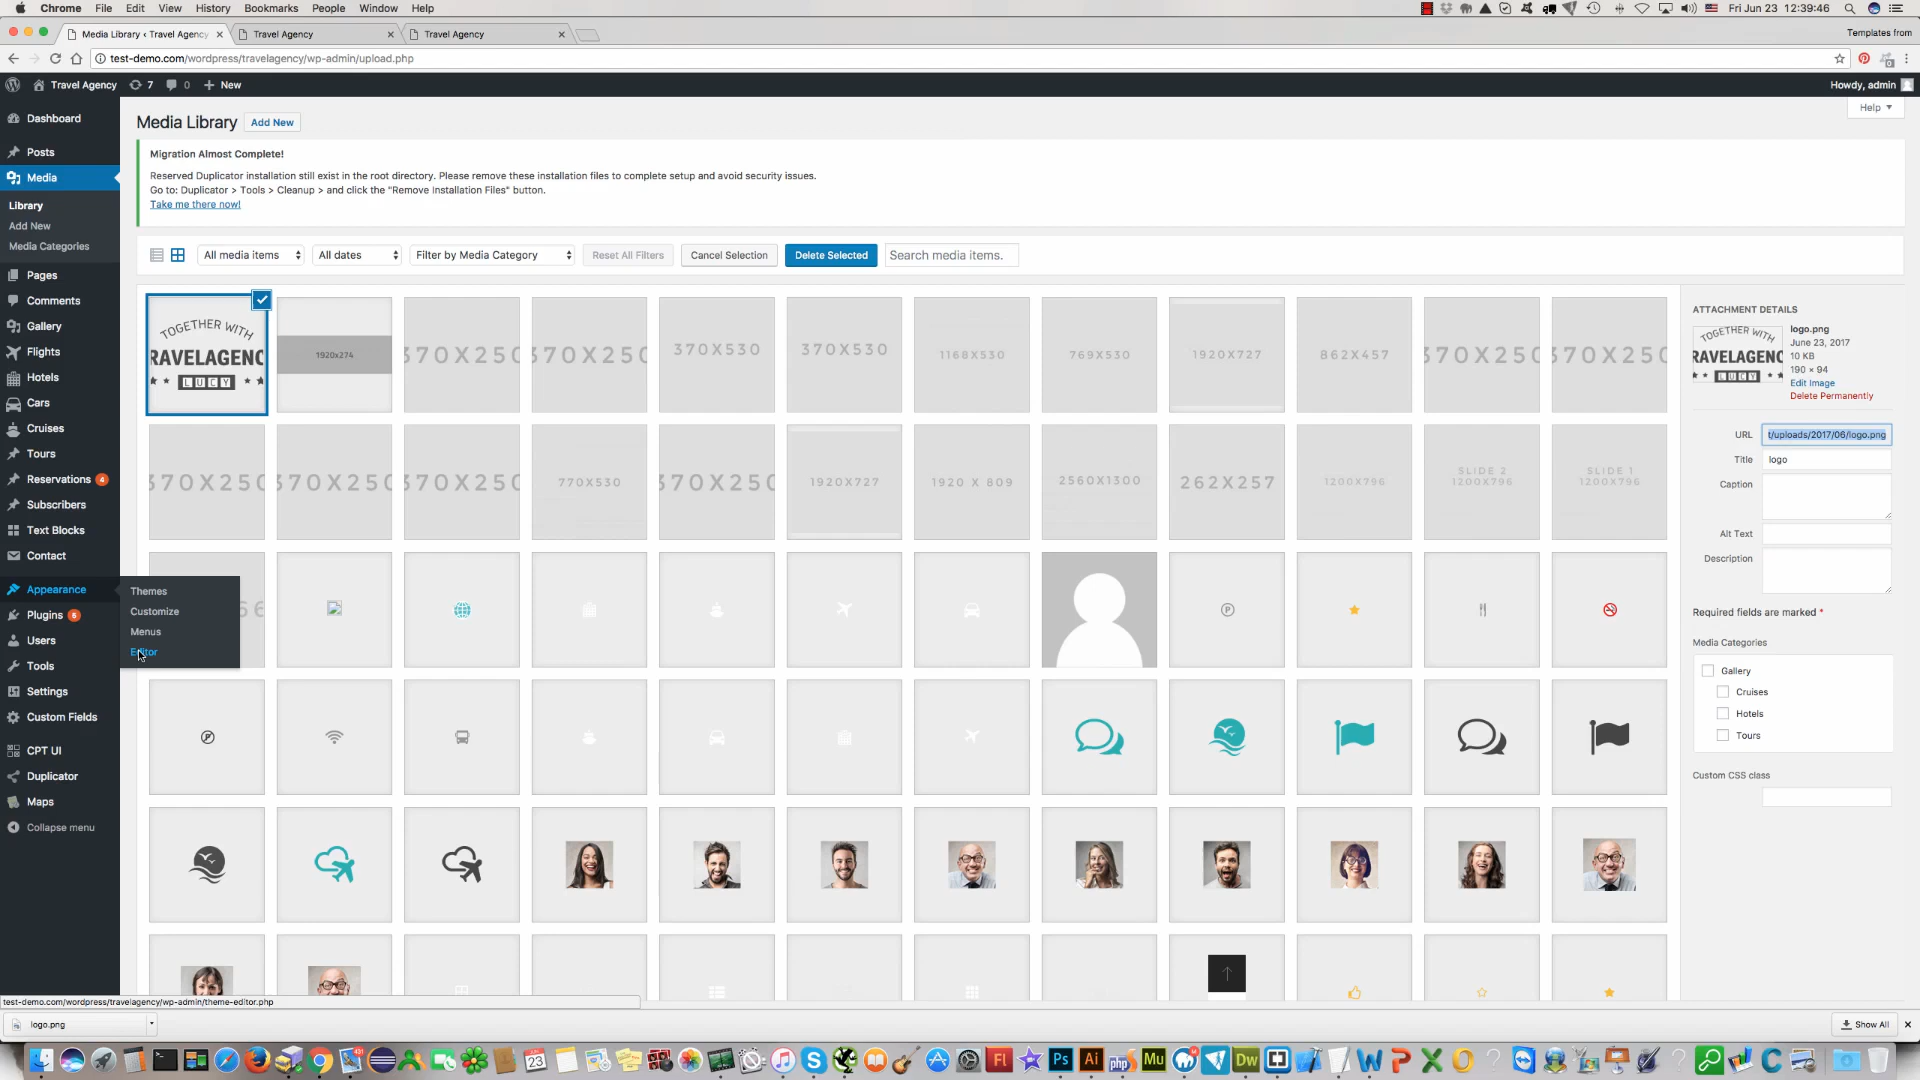 Chrome File Edit View History Bookmarks People Window Help Fri Jun 23 12:39:46
Media Library ‹ Travel Agency Travel Agency Travel Agency Templates from
test-demo.com/wordpress/travelagency/wp-admin/upload.php
Travel Agency 7 0 New Howdy, admin
Help
Dashboard
Posts
Media
Library
Add New
Media Categories
Pages
Comments
Gallery
Flights
Hotels
Cars
Cruises
Tours
Reservations 4
Subscribers
Text Blocks
Contact
Appearance
Plugins 6
Users
Tools
Settings
Custom Fields
CPT UI
Duplicator
Maps
Collapse menu
Themes
Customize
Menus
Editor
Media Library Add New
Migration Almost Complete!
Reserved Duplicator installation still exist in the root directory. Please remove these installation files to complete setup and avoid security issues.
Go to: Duplicator > Tools > Cleanup > and click the "Remove Installation Files" button.
Take me there now!
All media items All dates Filter by Media Category Reset All Filters Cancel Selection Delete Selected Search media items.
TOGETHER WITH
RAVELAGENC
LUCY
1920x274 370X250 370X250 370X530 370X530 1168X530 769X530 1920X727 862X457 370X250 370X250
370X250 370X250 370X250 770X530 370X250 1920X727 1920 X 809 2560X1300 262X257 1200X796
SLIDE 2
1200X796
SLIDE 1
1200X796
ATTACHMENT DETAILS
TOGETHER WITH
RAVELAGENC
LUCY
logo.png
June 23, 2017
10 KB
190 × 94
Edit Image
Delete Permanently
URL t/uploads/2017/06/logo.png
Title logo
Caption
Alt Text
Description
Required fields are marked *
Media Categories
Gallery
Cruises
Hotels
Tours
Custom CSS class
test-demo.com/wordpress/travelagency/wp-admin/theme-editor.php
logo.png Show All